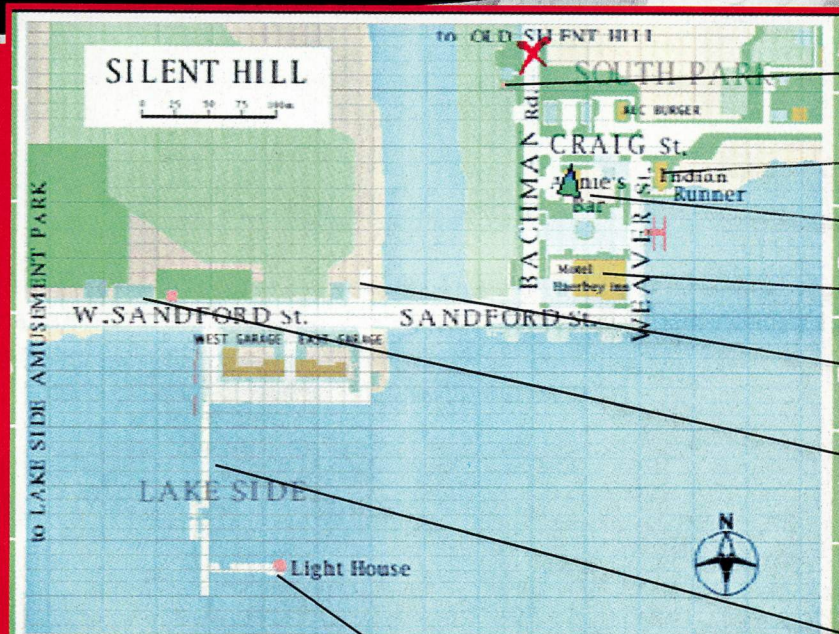 to OLD SILENT HILL
SILENT HILL
0 25 50 75 100m
SOUTH PARK
BACHMAN Rd.
CRAIG St.
Annie's
Bar
Indian
Runner
WEAVER St.
Motel
W.SANDFORD St.
SANDFORD St.
WEST GARAGE EAST GARAGE
to LAKE SIDE AMUSEMENT PARK
LAKE SIDE
Light House
N